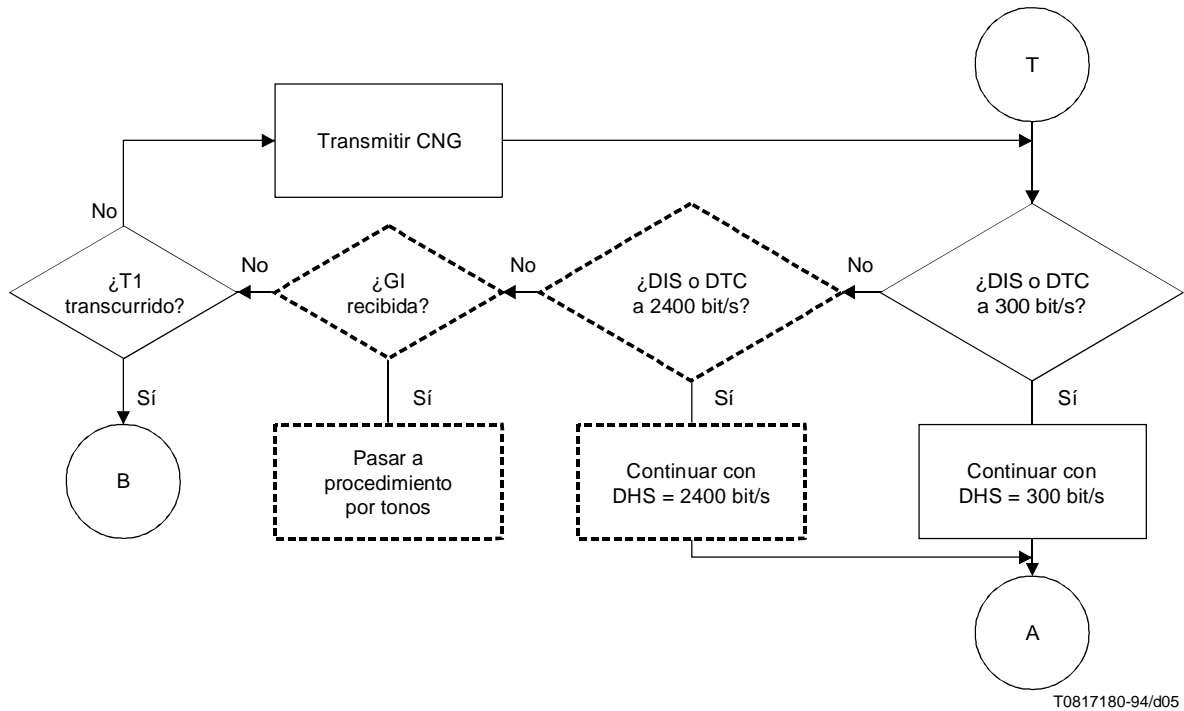 T
Transmitir CNG
No
¿T1
transcurrido?
No
¿GI
recibida?
No
¿DIS o DTC
a 2400 bit/s?
No
¿DIS o DTC
a 300 bit/s?
Sí
Sí
Sí
Sí
B
Pasar a
procedimiento
por tonos
Continuar con
DHS = 2400 bit/s
Continuar con
DHS = 300 bit/s
A
T0817180-94/d05